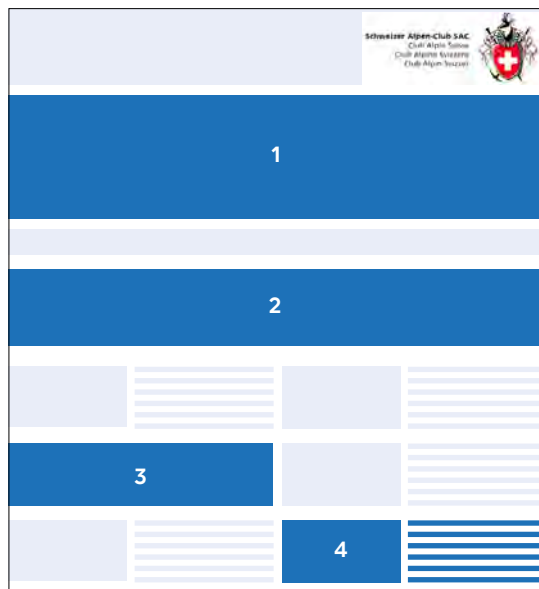 Schweizer Alpen-Club SAC
Club Alpin Suisse
Club Alpino Svizzero
Club Alpin Svizzer
1
2
3
4